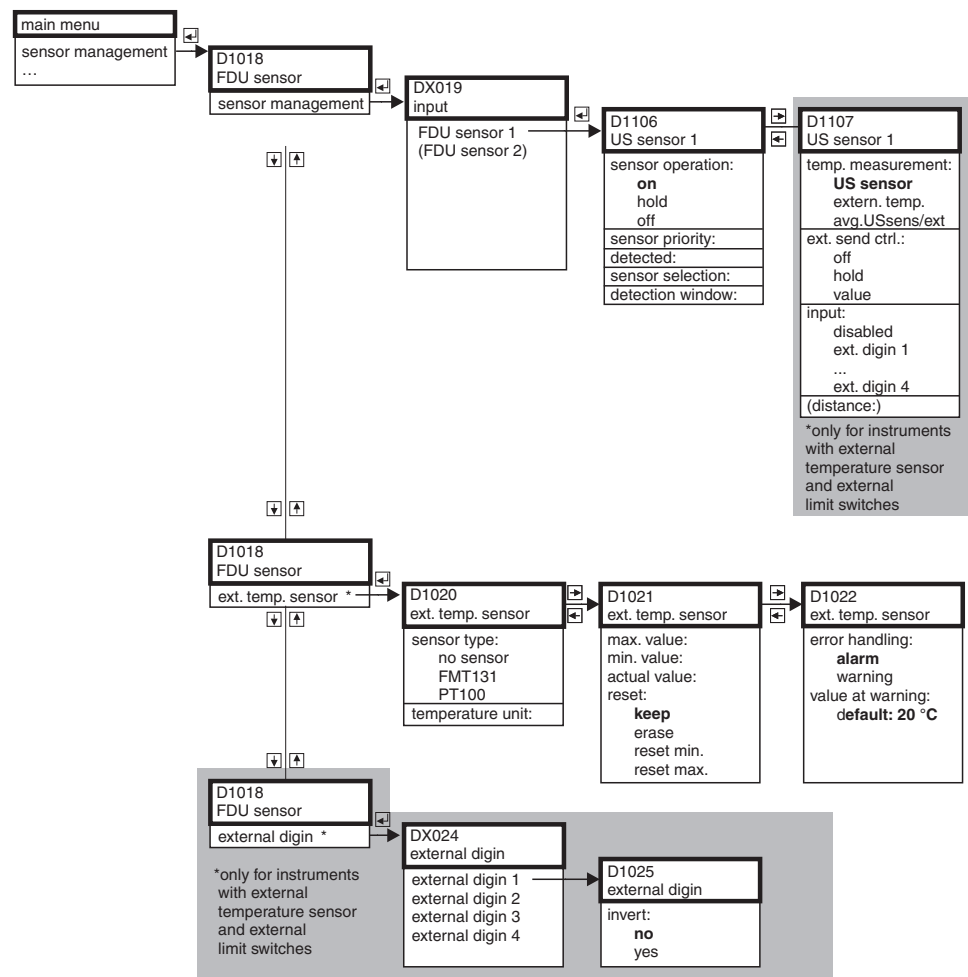 main menu
sensor management
…
D1018
FDU sensor
sensor management
DX019
input
FDU sensor 1
(FDU sensor 2)
D1106
US sensor 1
sensor operation:
on
hold
off
sensor priority:
detected:
sensor selection:
detection window:
D1107
US sensor 1
temp. measurement:
US sensor
extern. temp.
avg.USsens/ext
ext. send ctrl.:
off
hold
value
input:
disabled
ext. digin 1
...
ext. digin 4
(distance:)
*only for instruments
with external
temperature sensor
and external
limit switches
D1018
FDU sensor
ext. temp. sensor *
D1020
ext. temp. sensor
sensor type:
no sensor
FMT131
PT100
temperature unit:
D1021
ext. temp. sensor
max. value:
min. value:
actual value:
reset:
keep
erase
reset min.
reset max.
D1022
ext. temp. sensor
error handling:
alarm
warning
value at warning:
default: 20 °C
D1018
FDU sensor
external digin *
*only for instruments
with external
temperature sensor
and external
limit switches
DX024
external digin
external digin 1
external digin 2
external digin 3
external digin 4
D1025
external digin
invert:
no
yes